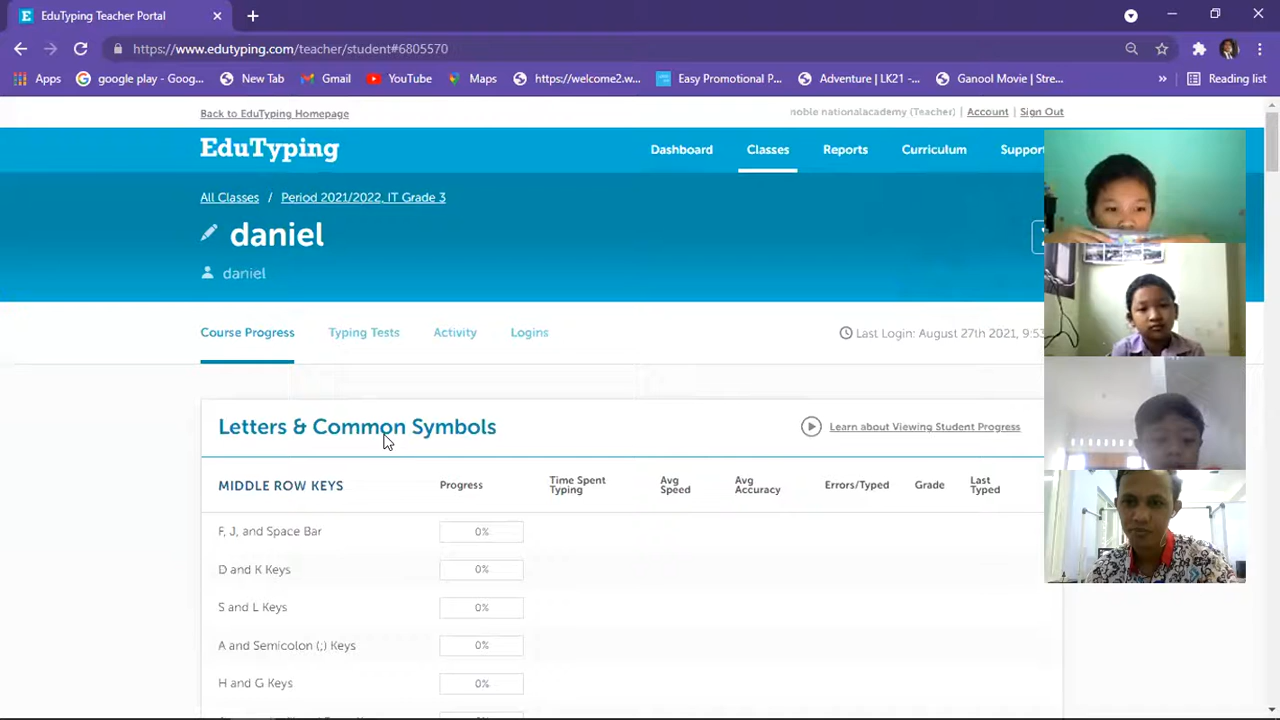 EduTyping Teacher Portal
https://www.edutyping.com/teacher/student#6805570
Apps google play - Goog... New Tab Gmail YouTube Maps https://welcome2.w... Easy Promotional P... Adventure | LK21 -... Ganool Movie | Stre... » Reading list
Back to EduTyping Homepage noble nationalacademy (Teacher) | Account | Sign Out
EduTyping Dashboard Classes Reports Curriculum Support
All Classes / Period 2021/2022, IT Grade 3
daniel
daniel
Course Progress Typing Tests Activity Logins Last Login: August 27th 2021, 9:53
Letters & Common Symbols Learn about Viewing Student Progress
MIDDLE ROW KEYS Progress Time Spent Typing Avg Speed Avg Accuracy Errors/Typed Grade Last Typed
F, J, and Space Bar 0%
D and K Keys 0%
S and L Keys 0%
A and Semicolon (;) Keys 0%
H and G Keys 0%